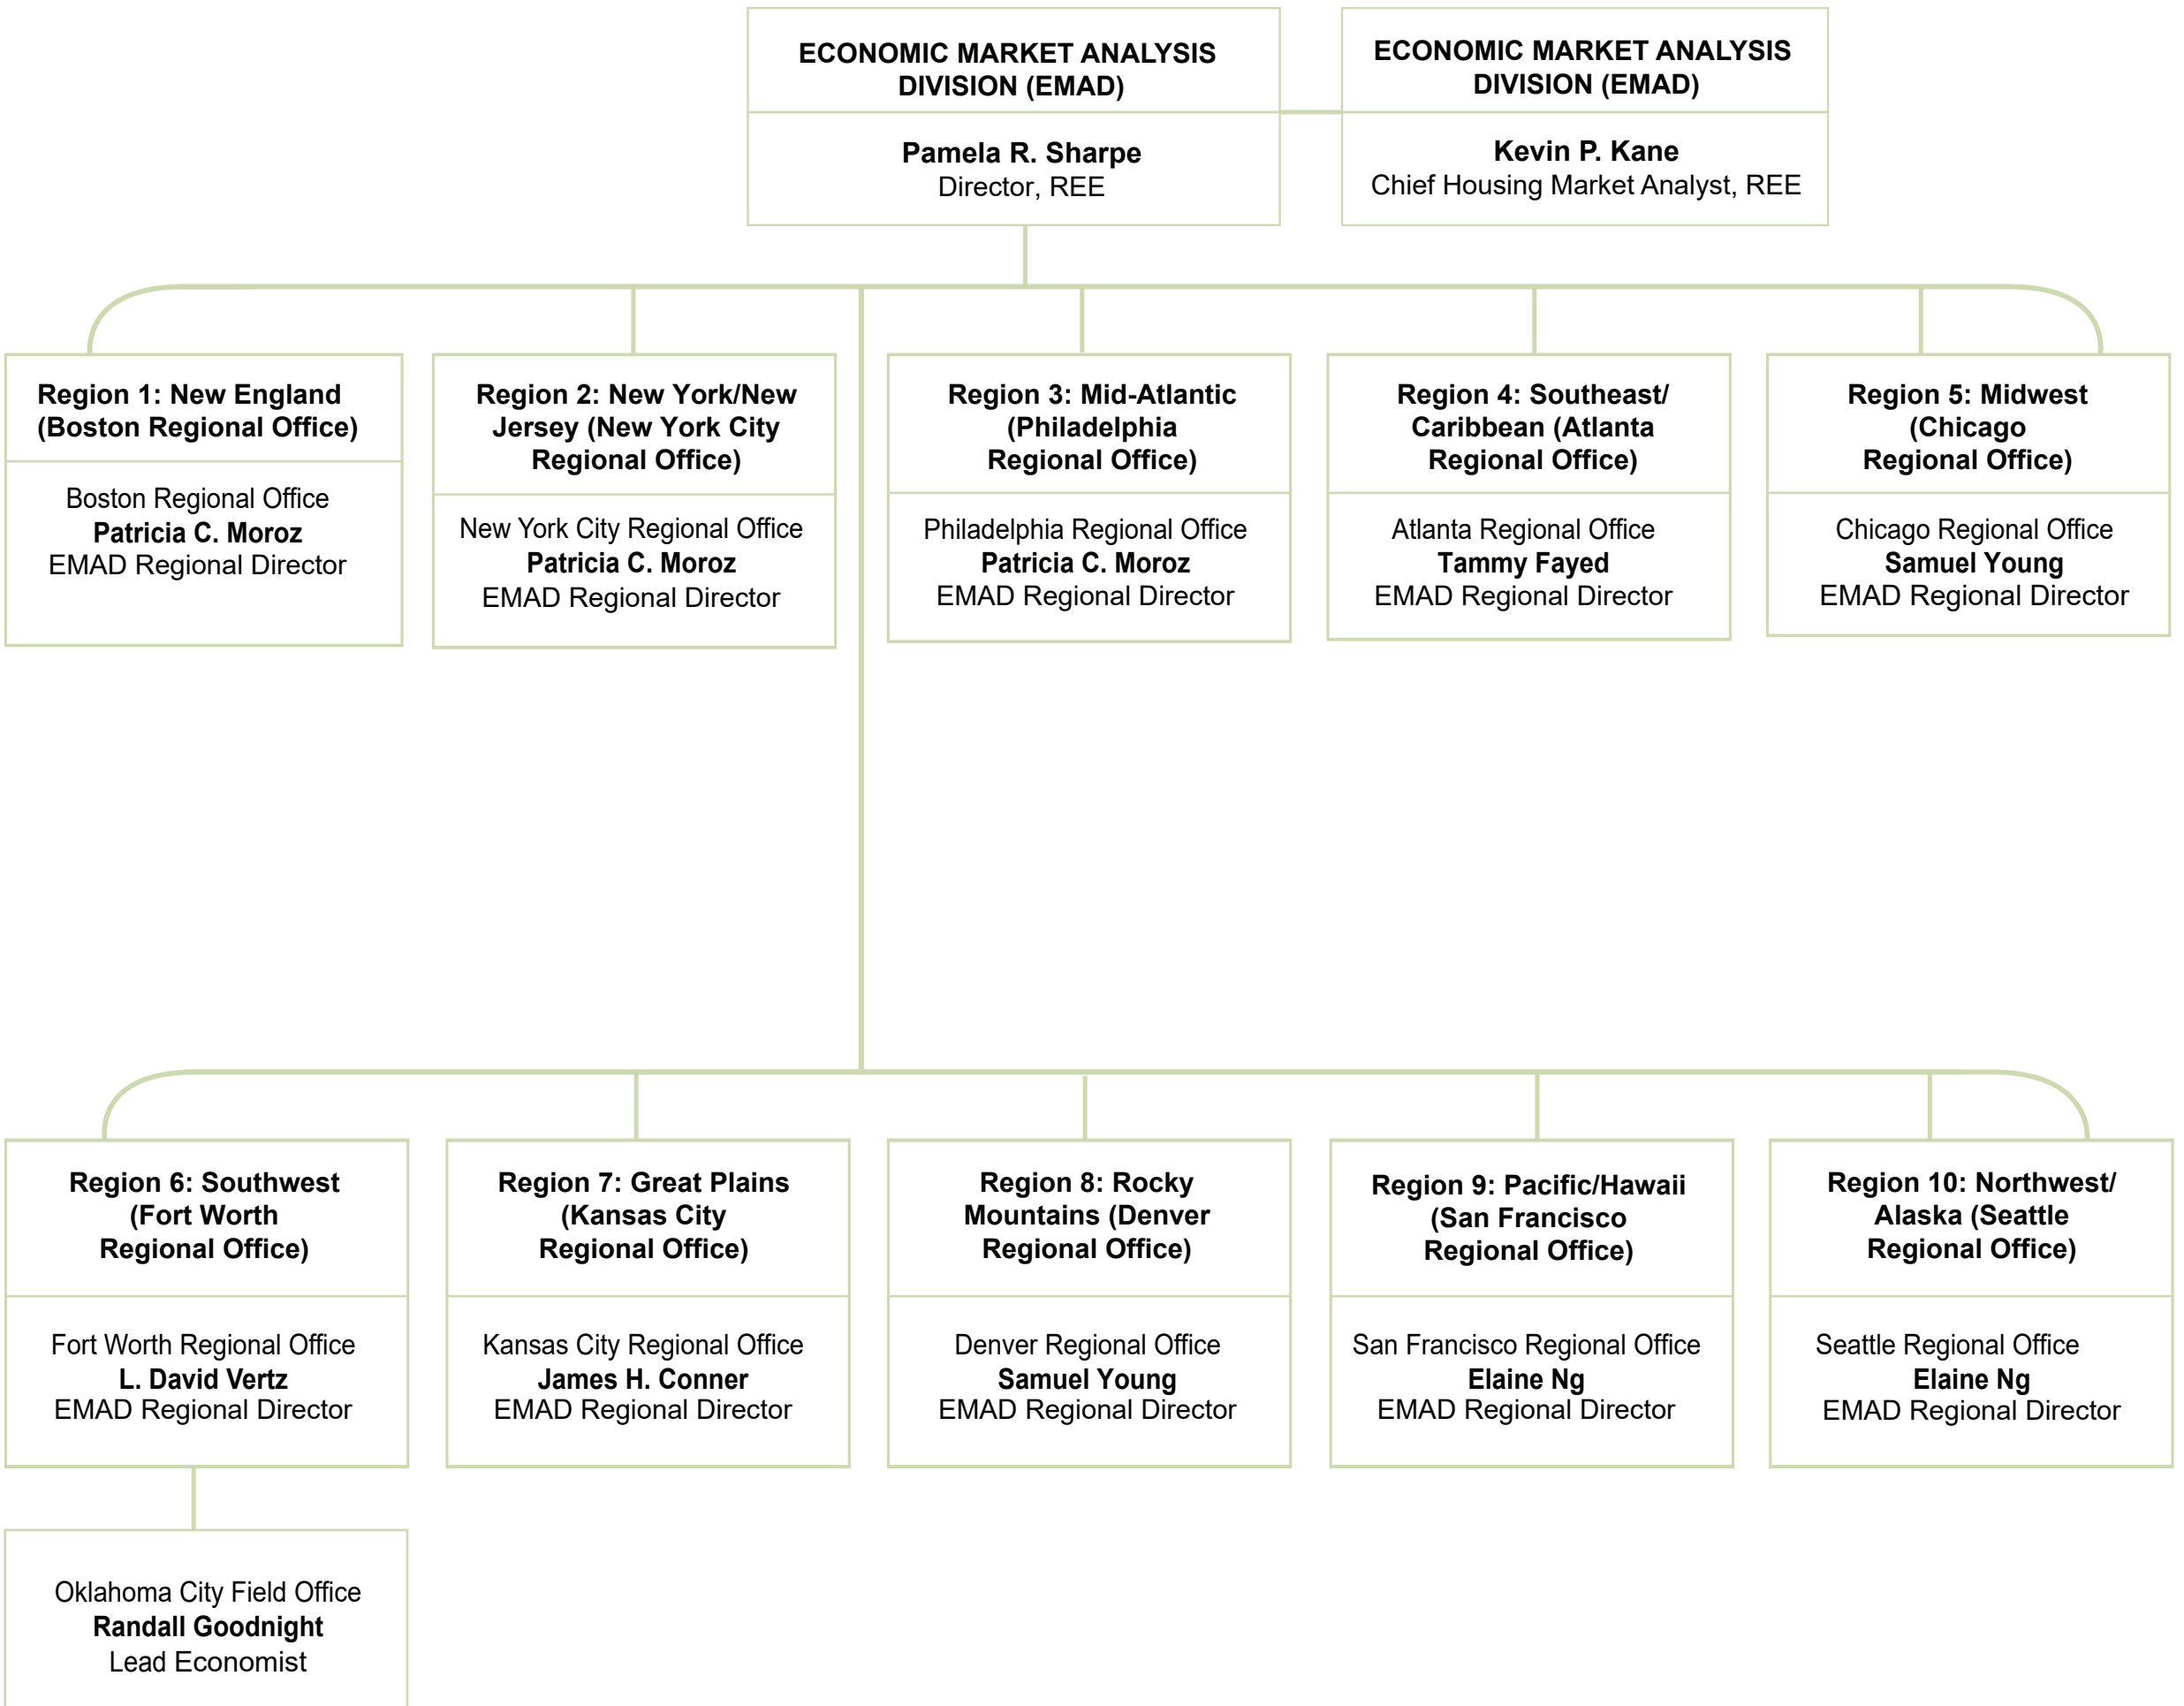 ECONOMIC MARKET ANALYSIS
DIVISION (EMAD)
Pamela R. Sharpe
Director, REE
ECONOMIC MARKET ANALYSIS
DIVISION (EMAD)
Kevin P. Kane
Chief Housing Market Analyst, REE
Region 1: New England
(Boston Regional Office)
Boston Regional Office
Patricia C. Moroz
EMAD Regional Director
Region 2: New York/New
Jersey (New York City
Regional Office)
New York City Regional Office
Patricia C. Moroz
EMAD Regional Director
Region 3: Mid-Atlantic
(Philadelphia
Regional Office)
Philadelphia Regional Office
Patricia C. Moroz
EMAD Regional Director
Region 4: Southeast/
Caribbean (Atlanta
Regional Office)
Atlanta Regional Office
Tammy Fayed
EMAD Regional Director
Region 5: Midwest
(Chicago
Regional Office)
Chicago Regional Office
Samuel Young
EMAD Regional Director
Region 6: Southwest
(Fort Worth
Regional Office)
Fort Worth Regional Office
L. David Vertz
EMAD Regional Director
Region 7: Great Plains
(Kansas City
Regional Office)
Kansas City Regional Office
James H. Conner
EMAD Regional Director
Region 8: Rocky
Mountains (Denver
Regional Office)
Denver Regional Office
Samuel Young
EMAD Regional Director
Region 9: Pacific/Hawaii
(San Francisco
Regional Office)
San Francisco Regional Office
Elaine Ng
EMAD Regional Director
Region 10: Northwest/
Alaska (Seattle
Regional Office)
Seattle Regional Office
Elaine Ng
EMAD Regional Director
Oklahoma City Field Office
Randall Goodnight
Lead Economist